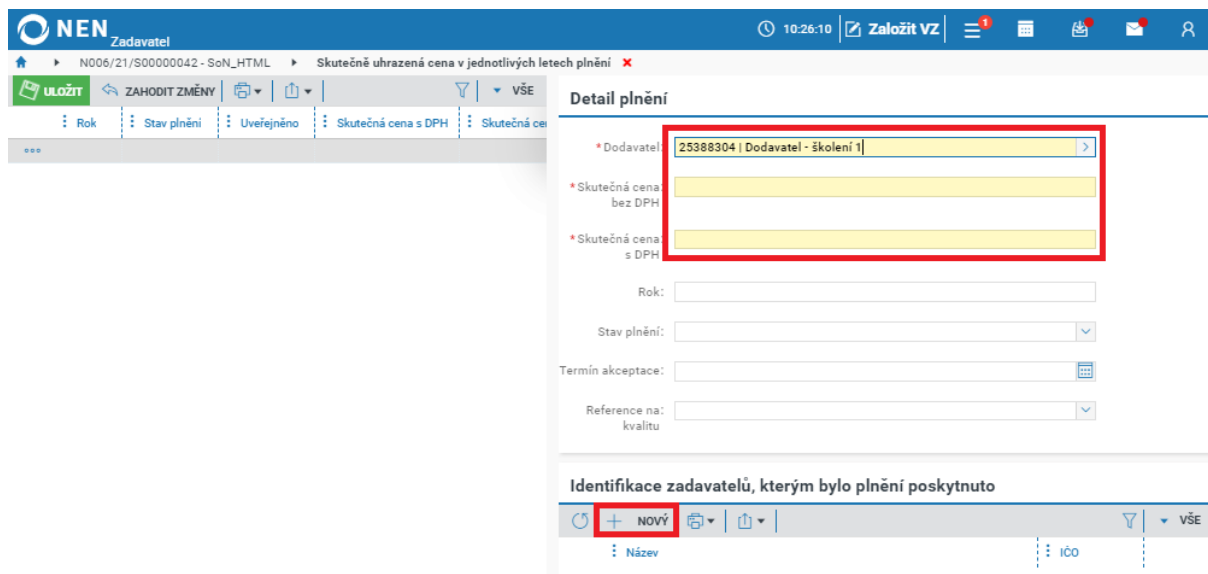 NEN Zadavatel
10:26:10 Založit VZ 1
N006/21/S00000042 - SoN_HTML Skutečně uhrazená cena v jednotlivých letech plnění
ULOŽIT ZAHODIT ZMĚNY VŠE
Rok Stav plnění Uveřejněno Skutečná cena s DPH Skutečná ce
Detail plnění
*Dodavatel: 25388304 | Dodavatel - školení 1
*Skutečná cena:
bez DPH
*Skutečná cena:
s DPH
Rok:
Stav plnění:
Termín akceptace:
Reference na:
kvalitu
Identifikace zadavatelů, kterým bylo plnění poskytnuto
NOVÝ VŠE
Název IČO